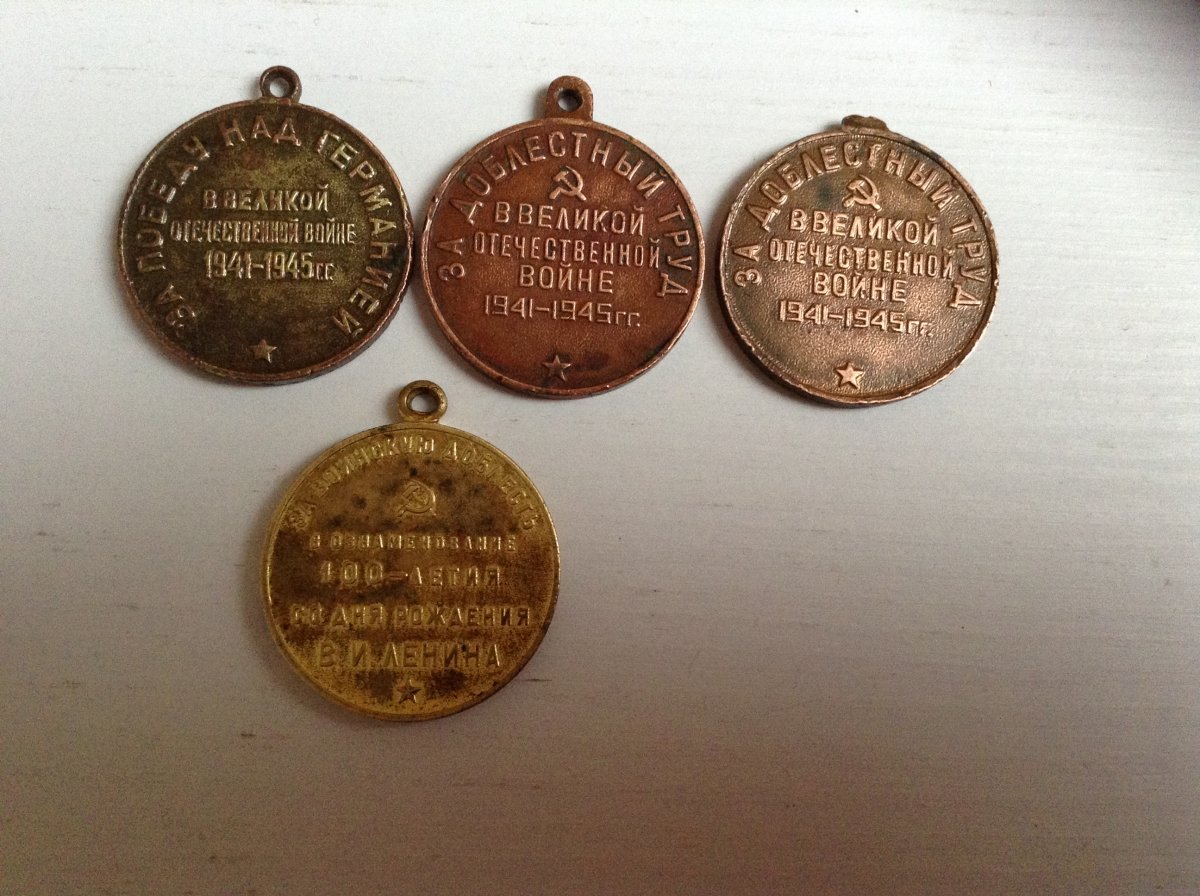 ЗА ПОБЕДУ НАД ГЕРМАНИЕЙ
В ВЕЛИКОЙ
ОТЕЧЕСТВЕННОЙ ВОЙНЕ
1941-1945 гг.
ЗА ДОБЛЕСТНЫЙ ТРУД
В ВЕЛИКОЙ
ОТЕЧЕСТВЕННОЙ
ВОЙНЕ
1941-1945 гг.
ЗА ДОБЛЕСТНЫЙ ТРУД
В ВЕЛИКОЙ
ОТЕЧЕСТВЕННОЙ
ВОЙНЕ
1941-1945 гг.
ЗА ВОИНСКУЮ ДОБЛЕСТЬ
В ОЗНАМЕНОВАНИЕ
100-ЛЕТИЯ
СО ДНЯ РОЖДЕНИЯ
В. И. ЛЕНИНА